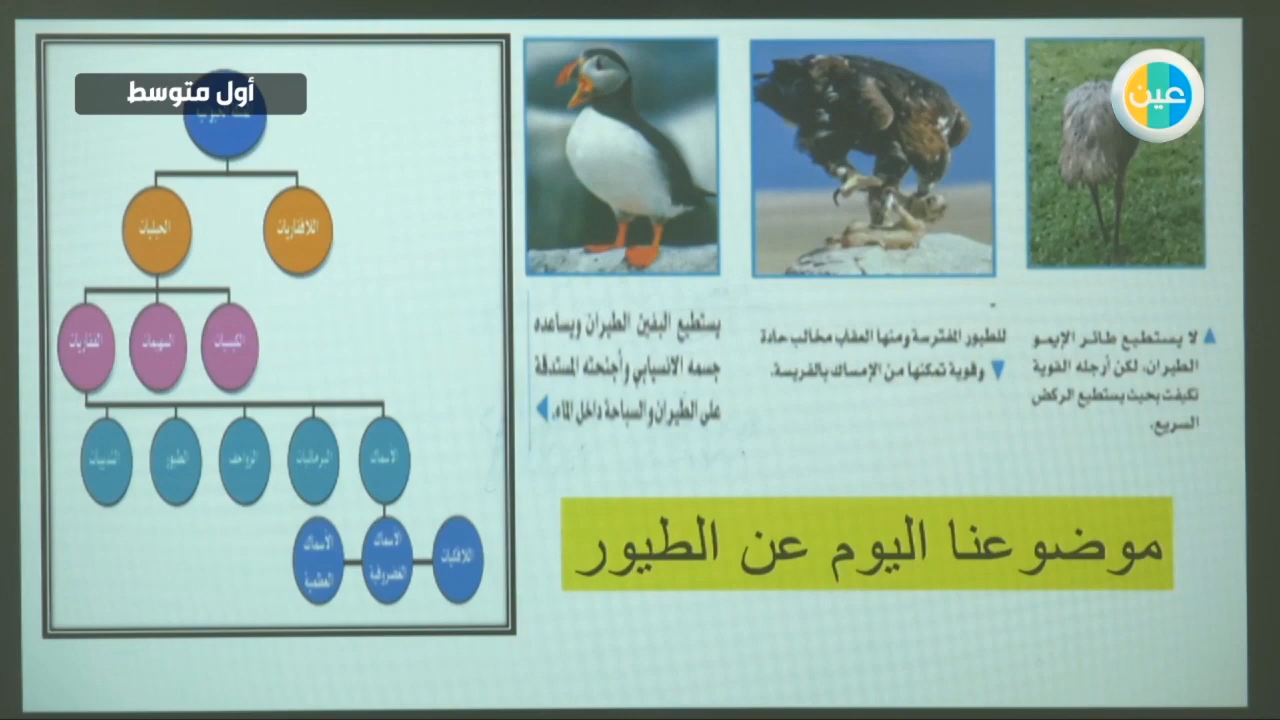 أول متوسط
عين
الحبليات
اللافقاريات
الفقاريات
السهيمات
الكيسيات
الثدييات
الطيور
الزواحف
البرمائيات
الأسماك
الأسماك
العظمية
الأسماك
الغضروفية
اللافكيات
لا يستطيع طائر الإيمو
الطيران، لكن أرجله القوية
تكيفت بحيث يستطيع الركض
السريع.
للطيور المفترسة ومنها العقاب مخالب حادة
وقوية تمكنها من الإمساك بالفريسة.
يستطيع البفين الطيران ويساعده
جسمه الانسيابي وأجنحته المستدقة
على الطيران والسباحة داخل الماء.
موضوعنا اليوم عن الطيور